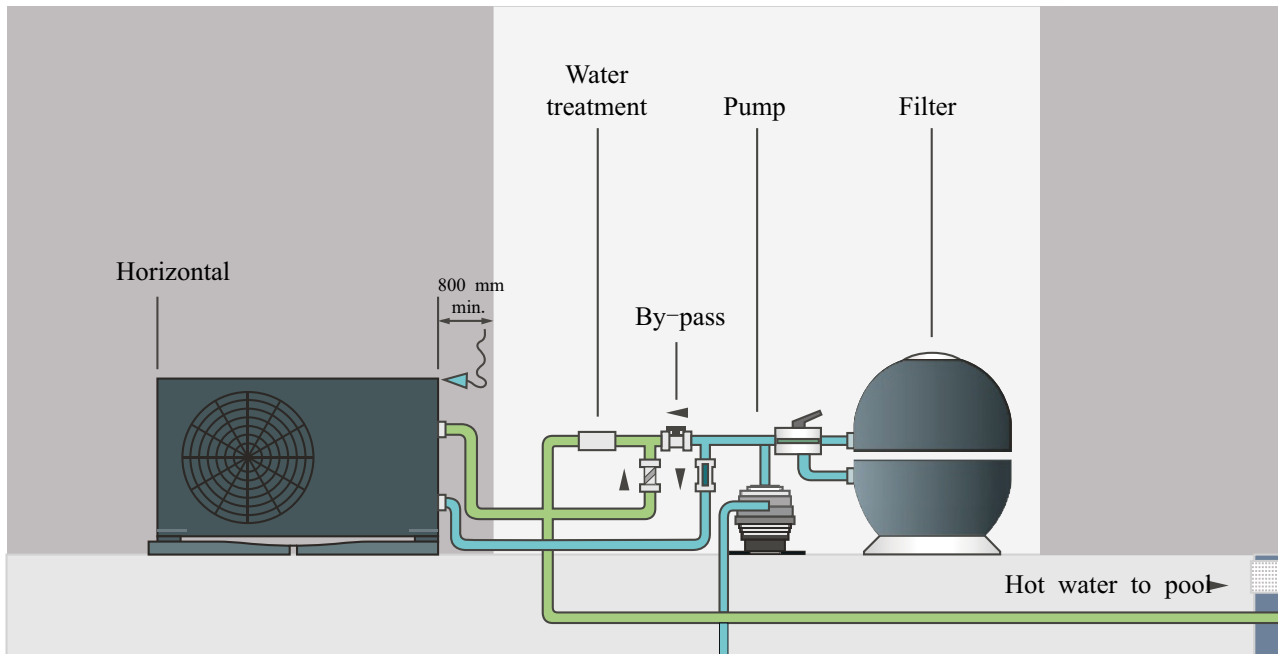 Water
treatment
Pump
Filter
Horizontal
800 mm
min.
By-pass
Hot water to pool